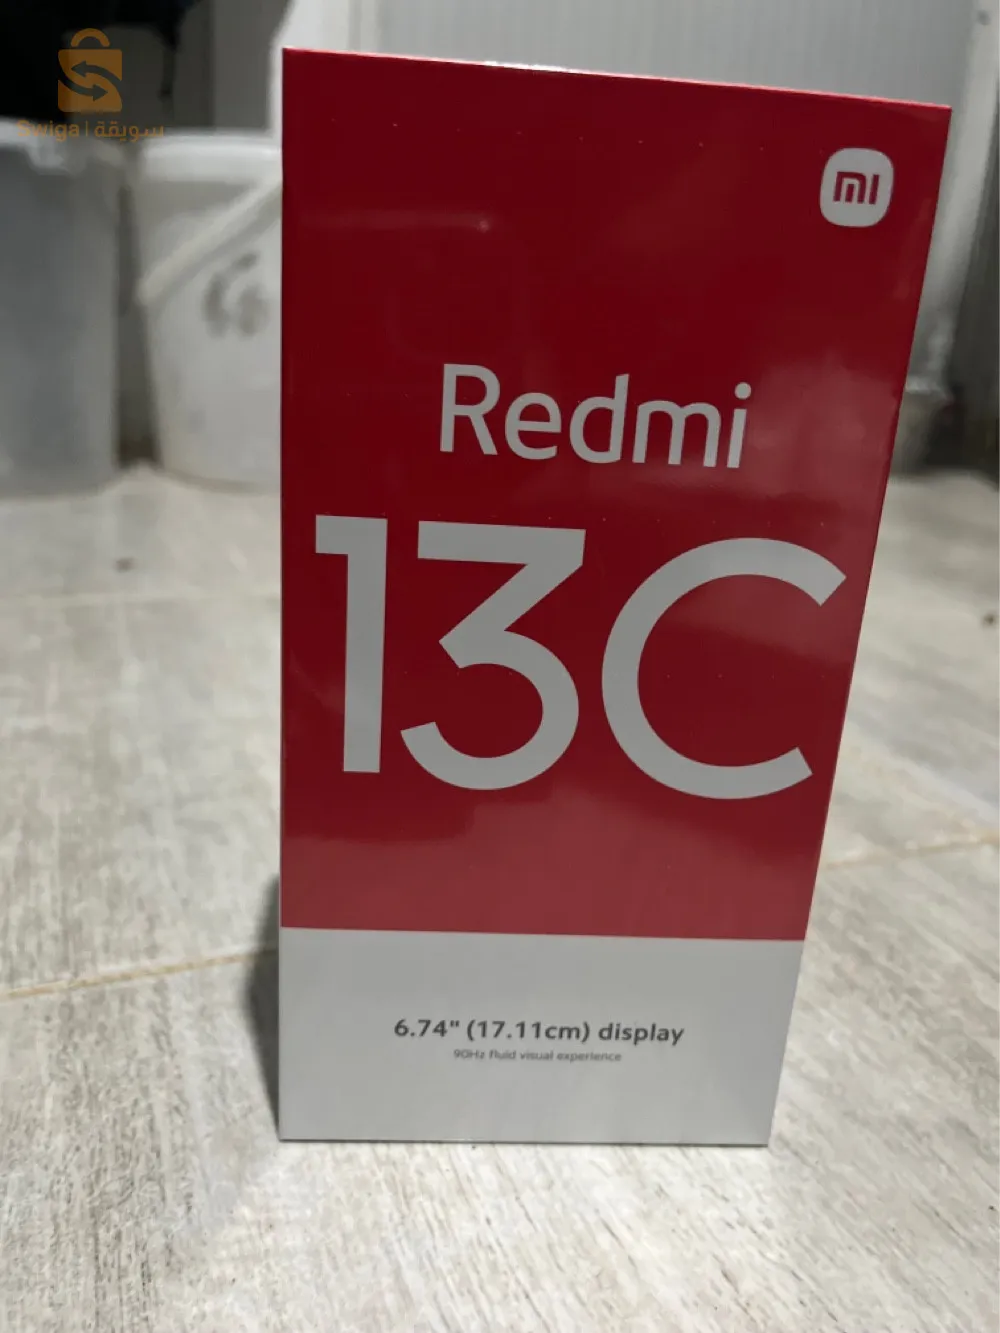 Swiga | سويقة
mi
Redmi
13C
6.74" (17.11cm) display
90Hz fluid visual experience